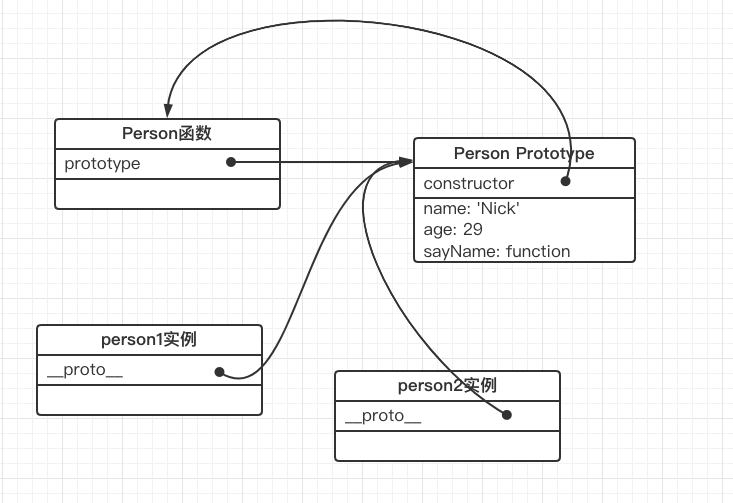 Person函数
prototype
Person Prototype
constructor
name: 'Nick'
age: 29
sayName: function
person1实例
__proto__
person2实例
__proto__